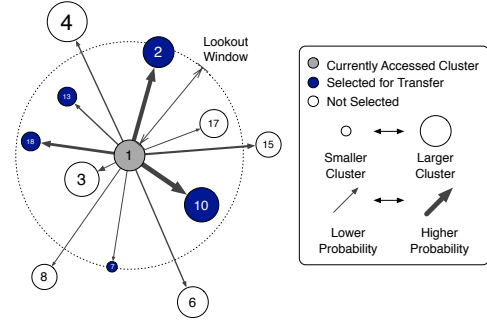 4
2
Lookout
Window
13
17
18
1
15
3
10
8
7
6
Currently Accessed Cluster
Selected for Transfer
Not Selected
Smaller
Cluster
Larger
Cluster
Lower
Probability
Higher
Probability